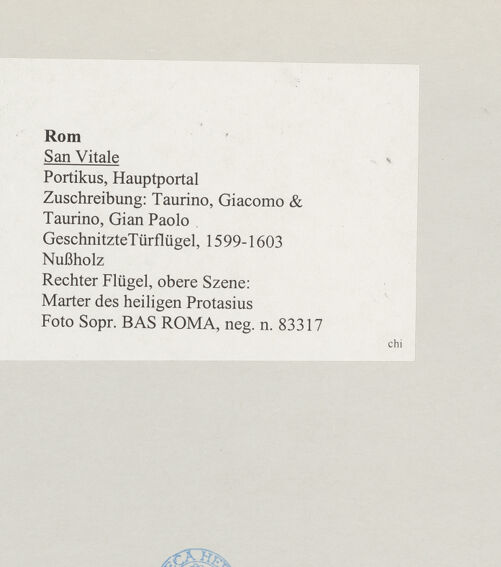 Rom
San Vitale
Portikus, Hauptportal
Zuschreibung: Taurino, Giacomo &
Taurino, Gian Paolo
GeschnitzteTürflügel, 1599-1603
Nußholz
Rechter Flügel, obere Szene:
Marter des heiligen Protasius
Foto Sopr. BAS ROMA, neg. n. 83317
chi